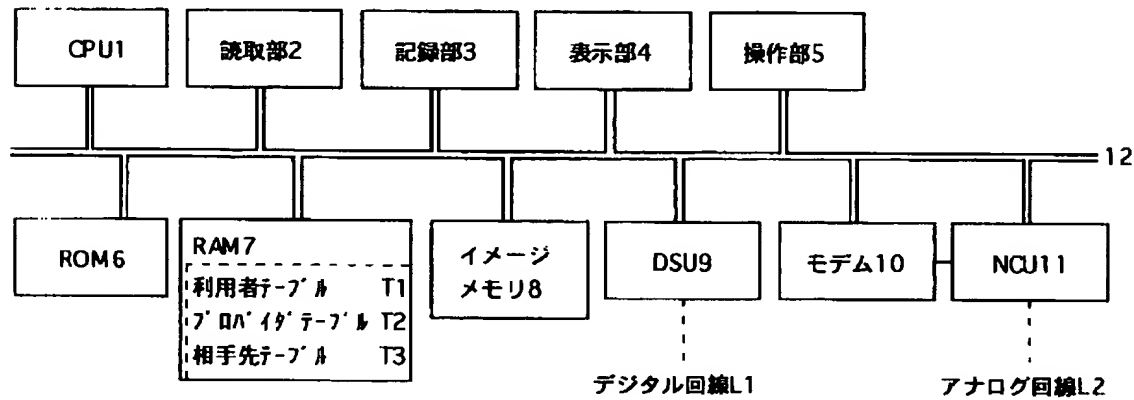 CPU1 読取部2 記録部3 表示部4 操作部5
12
ROM6 RAM7 イメージ DSU9 モデム10 NCU11
メモリ8
利用者ﾃｰﾌﾞﾙ T1
ﾌﾟﾛﾊﾞｲﾀﾞﾃｰﾌﾞﾙ T2
相手先ﾃｰﾌﾞﾙ T3
デジタル回線L1 アナログ回線L2